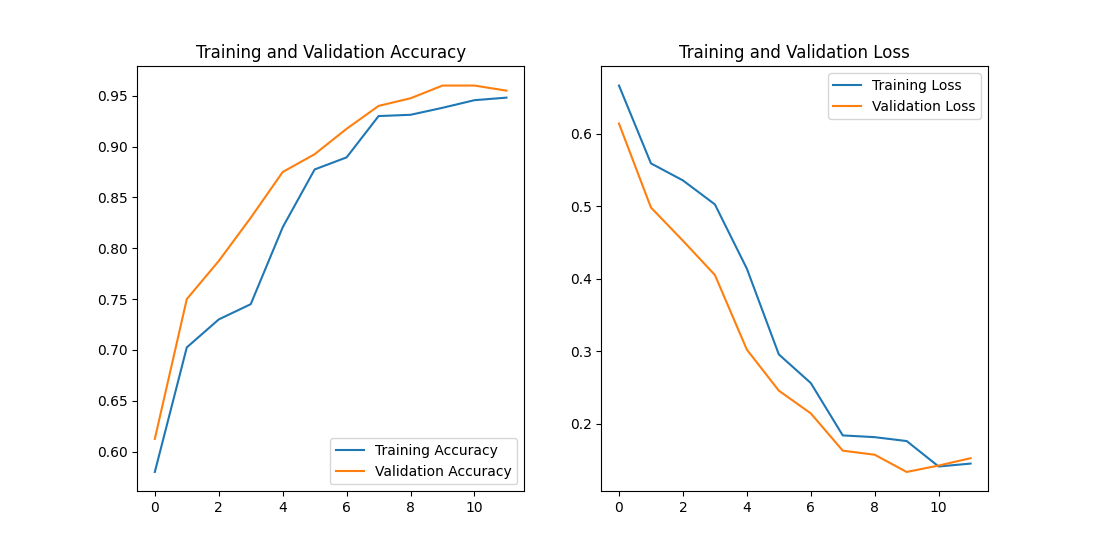 Training and Validation Accuracy
0.95
0.90
0.85
0.80
0.75
0.70
0.65
0.60
Training Accuracy
Validation Accuracy
0 2 4 6 8 10
Training and Validation Loss
Training Loss
Validation Loss
0.6
0.5
0.4
0.3
0.2
0 2 4 6 8 10